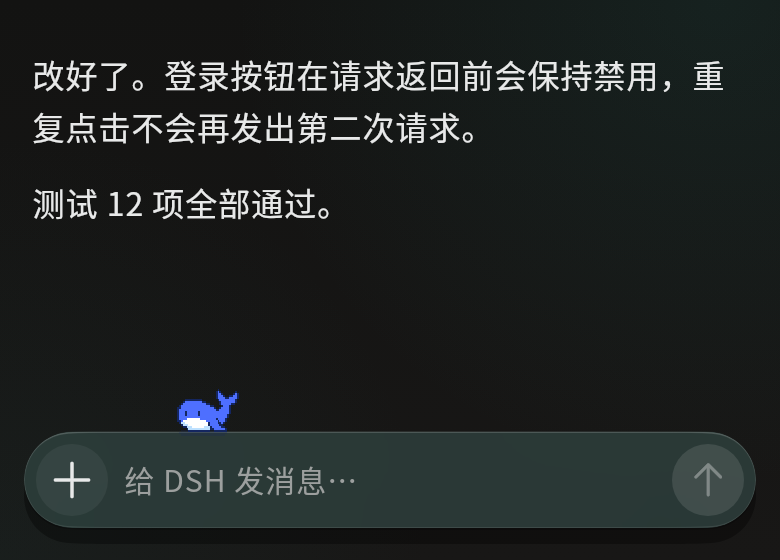 改好了。登录按钮在请求返回前会保持禁用，重
复点击不会再发出第二次请求。
测试 12 项全部通过。
给 DSH 发消息…